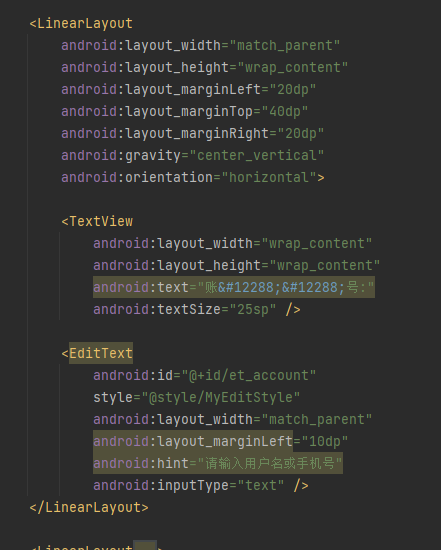 <LinearLayout
android:layout_width="match_parent"
android:layout_height="wrap_content"
android:layout_marginLeft="20dp"
android:layout_marginTop="40dp"
android:layout_marginRight="20dp"
android:gravity="center_vertical"
android:orientation="horizontal">
<TextView
android:layout_width="wrap_content"
android:layout_height="wrap_content"
android:text="账&#12288;&#12288;号:"
android:textSize="25sp" />
<EditText
android:id="@+id/et_account"
style="@style/MyEditStyle"
android:layout_width="match_parent"
android:layout_marginLeft="10dp"
android:hint="请输入用户名或手机号"
android:inputType="text" />
</LinearLayout>
<LinearLayout...>